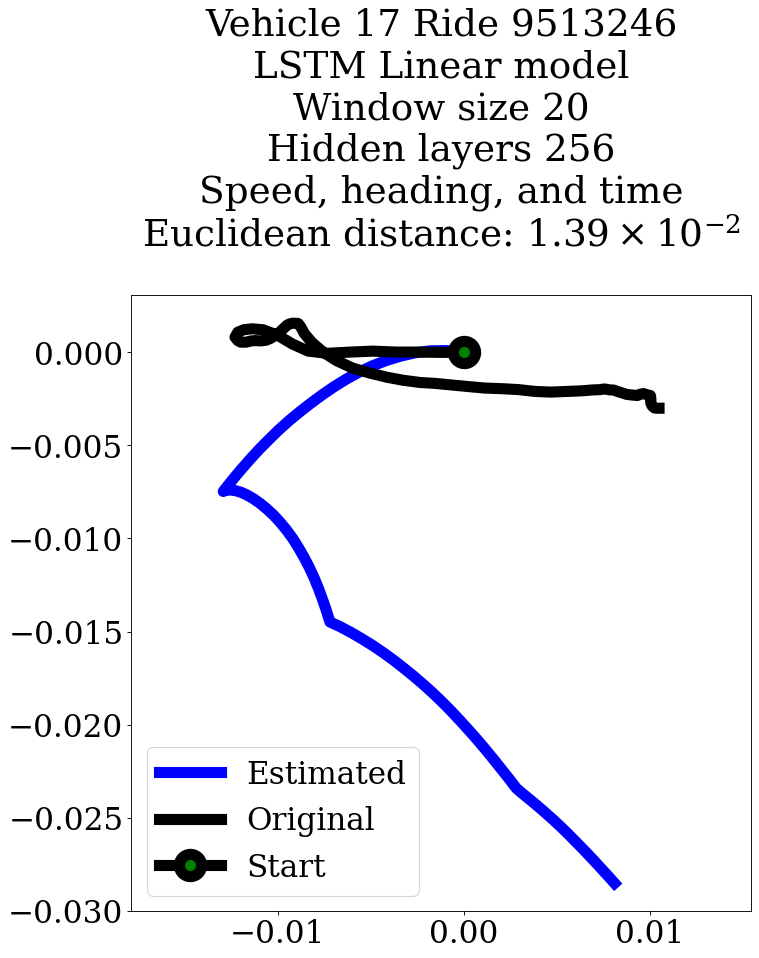 Vehicle 17 Ride 9513246
LSTM Linear model
Window size 20
Hidden layers 256
Speed, heading, and time
Euclidean distance: 1.39 × 10⁻²
0.000
−0.005
−0.010
−0.015
−0.020
−0.025
−0.030
Estimated
Original
Start
−0.01
0.00
0.01